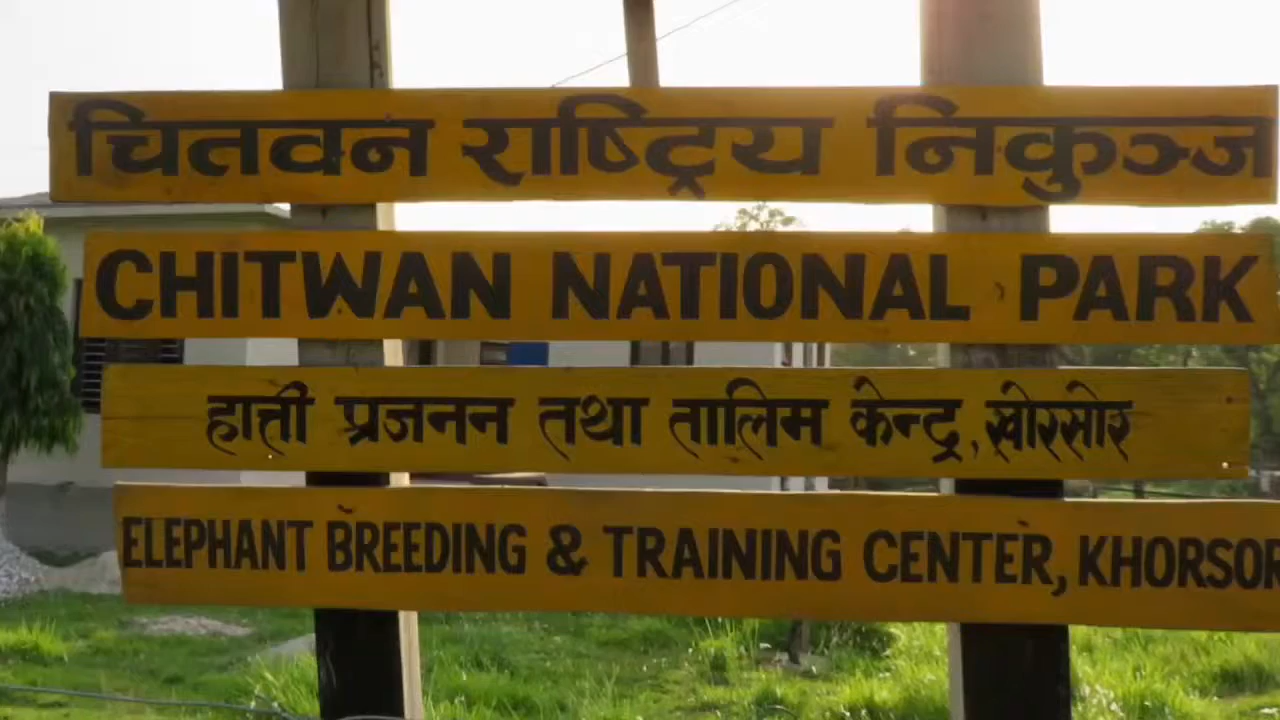 चितवन राष्ट्रिय निकुञ्ज
CHITWAN NATIONAL PARK
हात्ती प्रजनन तथा तालिम केन्द्र, खोरसोर
ELEPHANT BREEDING & TRAINING CENTER, KHORSOR